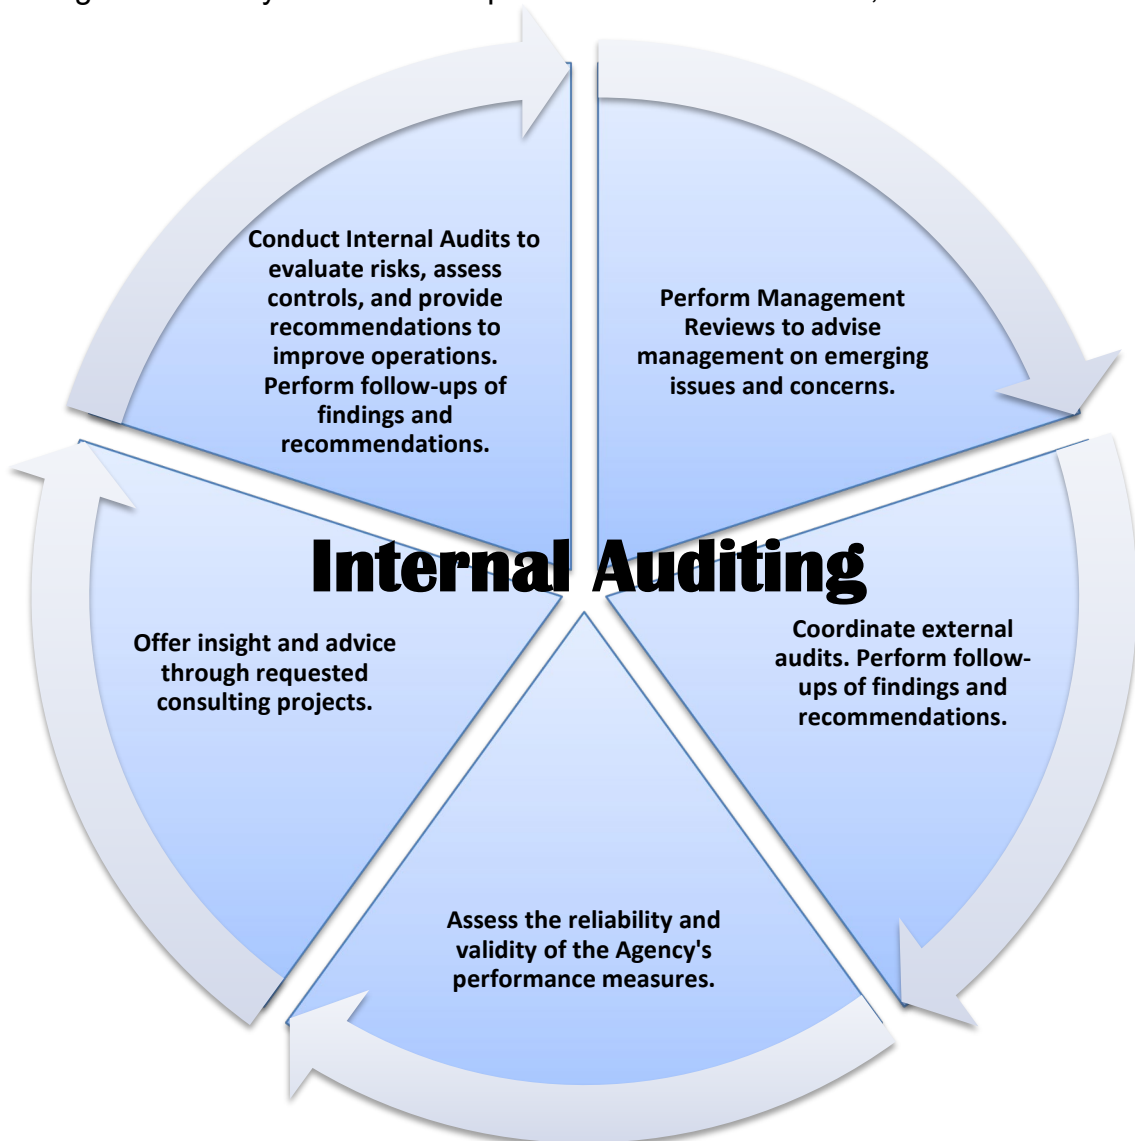 Conduct Internal Audits to
evaluate risks, assess
controls, and provide
recommendations to
improve operations.
Perform follow-ups of
findings and
recommendations.
Perform Management
Reviews to advise
management on emerging
issues and concerns.
Internal Auditing
Coordinate external
audits. Perform follow-
ups of findings and
recommendations.
Offer insight and advice
through requested
consulting projects.
Assess the reliability and
validity of the Agency's
performance measures.